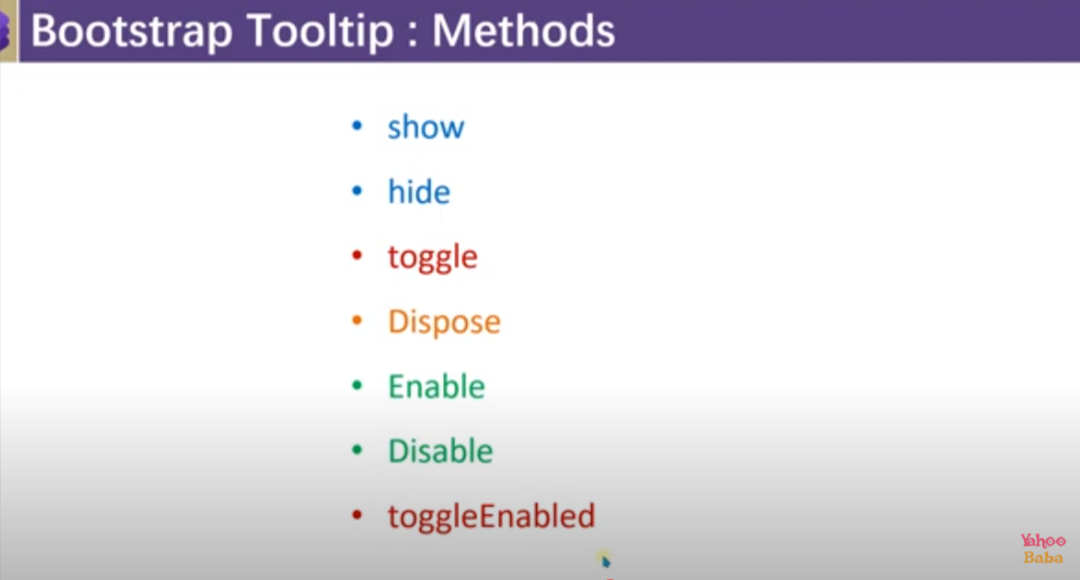 Bootstrap Tooltip : Methods
• show
• hide
• toggle
• Dispose
• Enable
• Disable
• toggleEnabled
Yahoo
Baba